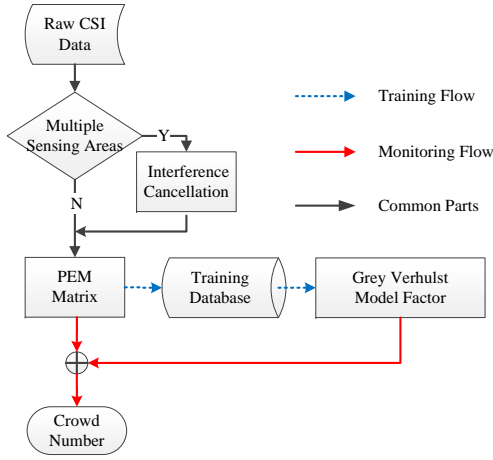 Raw CSI
Data
Multiple
Sensing Areas
Y
Interference
Cancellation
N
PEM
Matrix
Training
Database
Grey Verhulst
Model Factor
Crowd
Number
Training Flow
Monitoring Flow
Common Parts